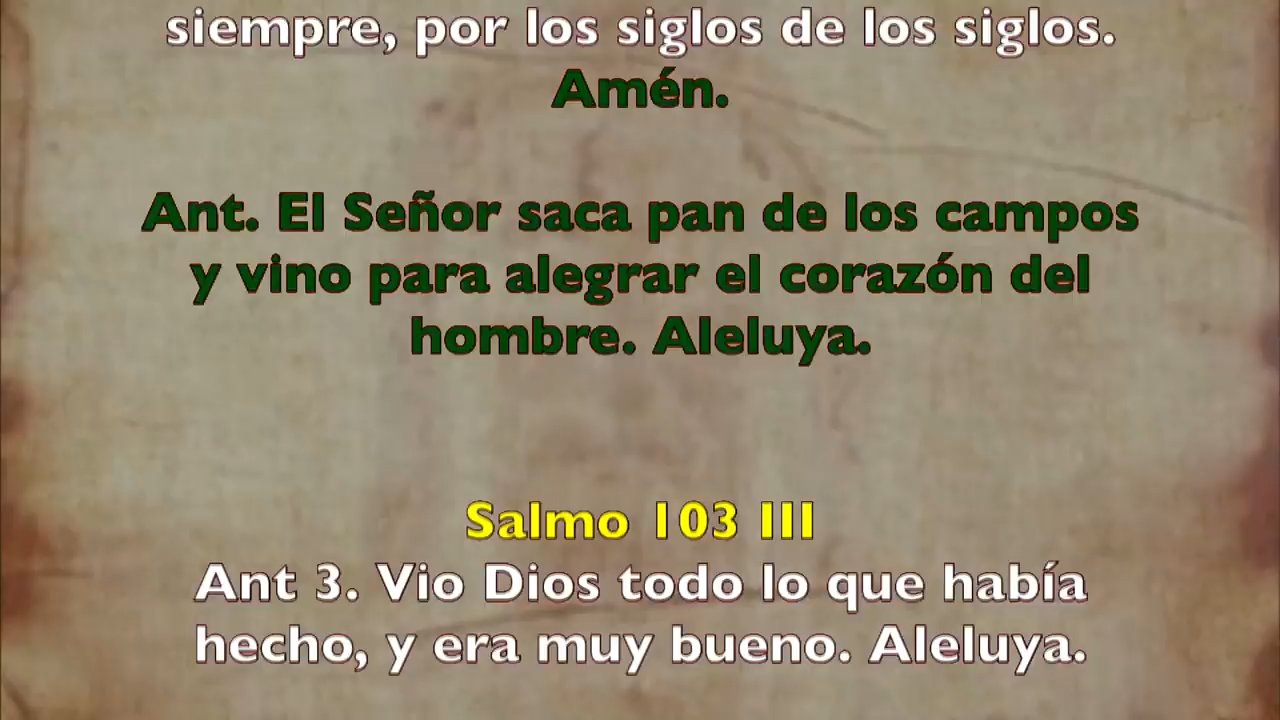 siempre, por los siglos de los siglos.
Amén.
Ant. El Señor saca pan de los campos
y vino para alegrar el corazón del
hombre. Aleluya.
Salmo 103 III
Ant 3. Vio Dios todo lo que había
hecho, y era muy bueno. Aleluya.